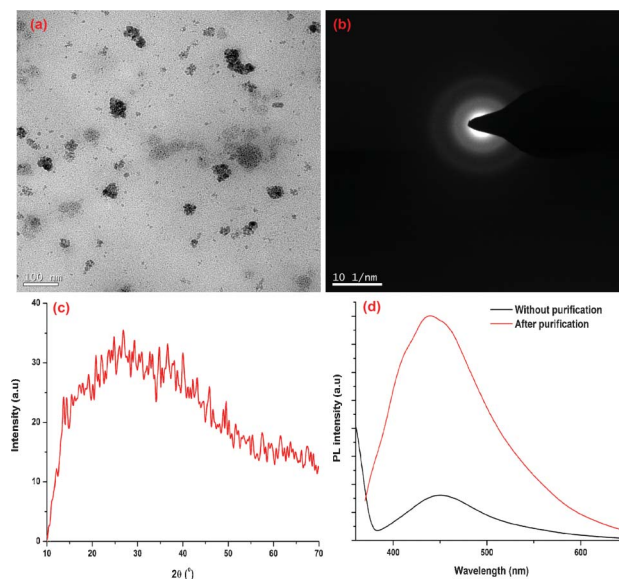 (a)
100 nm
(b)
10 1/nm
(c)
40
30
20
10
0
Intensity (a.u)
10 20 30 40 50 60 70
2θ (°)
(d)
Without purification
After purification
PL intensity (a.u)
400 500 600
Wavelength (nm)